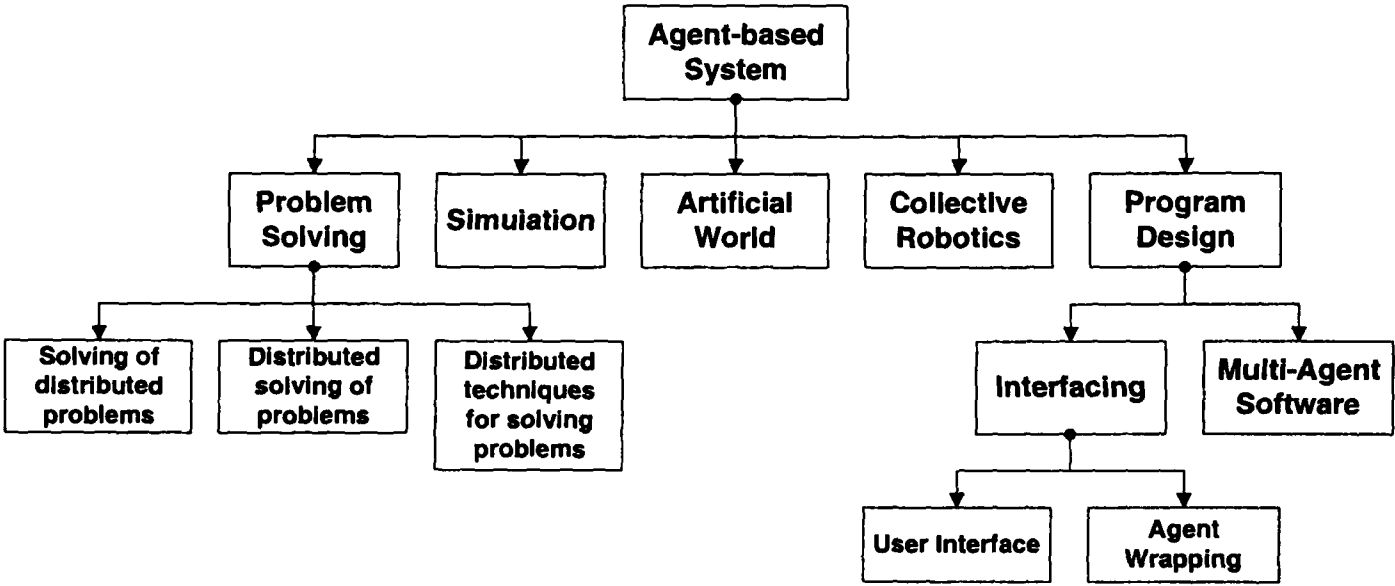 Agent-based
System
Problem
Solving
Simulation
Artificial
World
Collective
Robotics
Program
Design
Solving of
distributed
problems
Distributed
solving of
problems
Distributed
techniques
for solving
problems
Interfacing
Multi-Agent
Software
User Interface
Agent
Wrapping